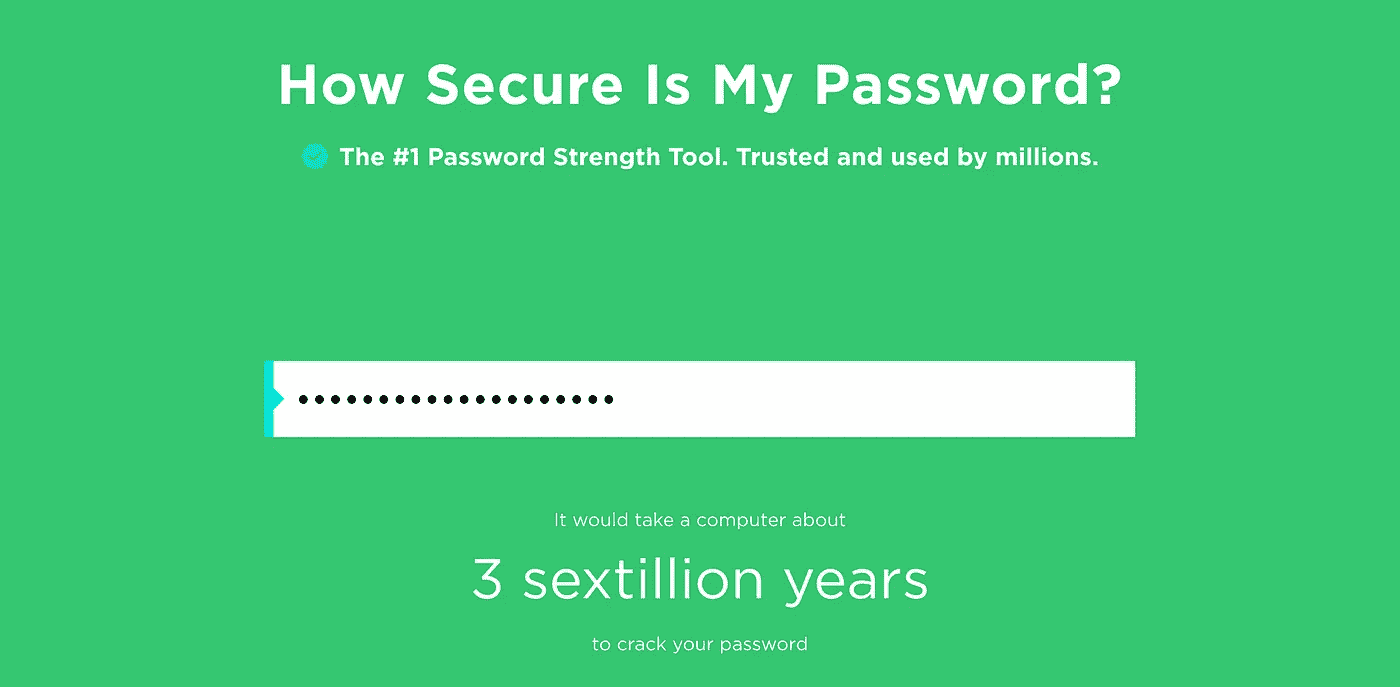 How Secure Is My Password?
The #1 Password Strength Tool. Trusted and used by millions.
••••••••••••••••••••
It would take a computer about
3 sextillion years
to crack your password